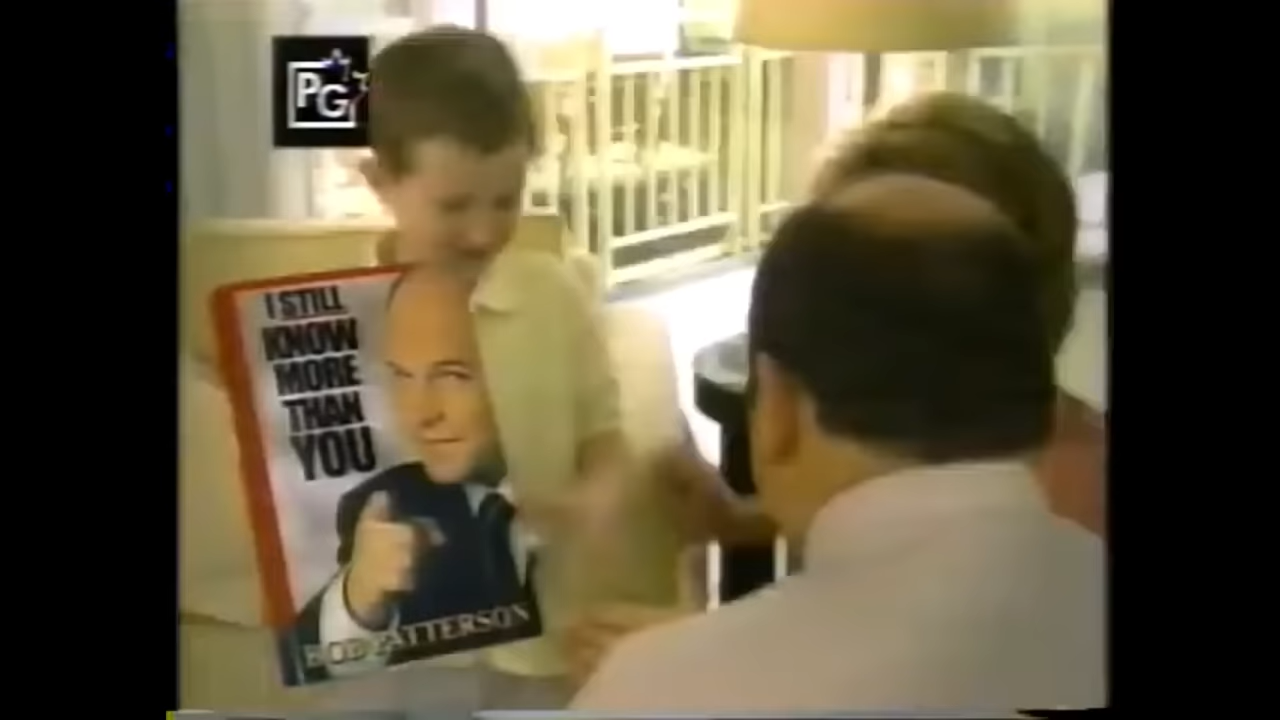 PG
I STILL
KNOW
MORE
THAN
YOU
BOB PATTERSON